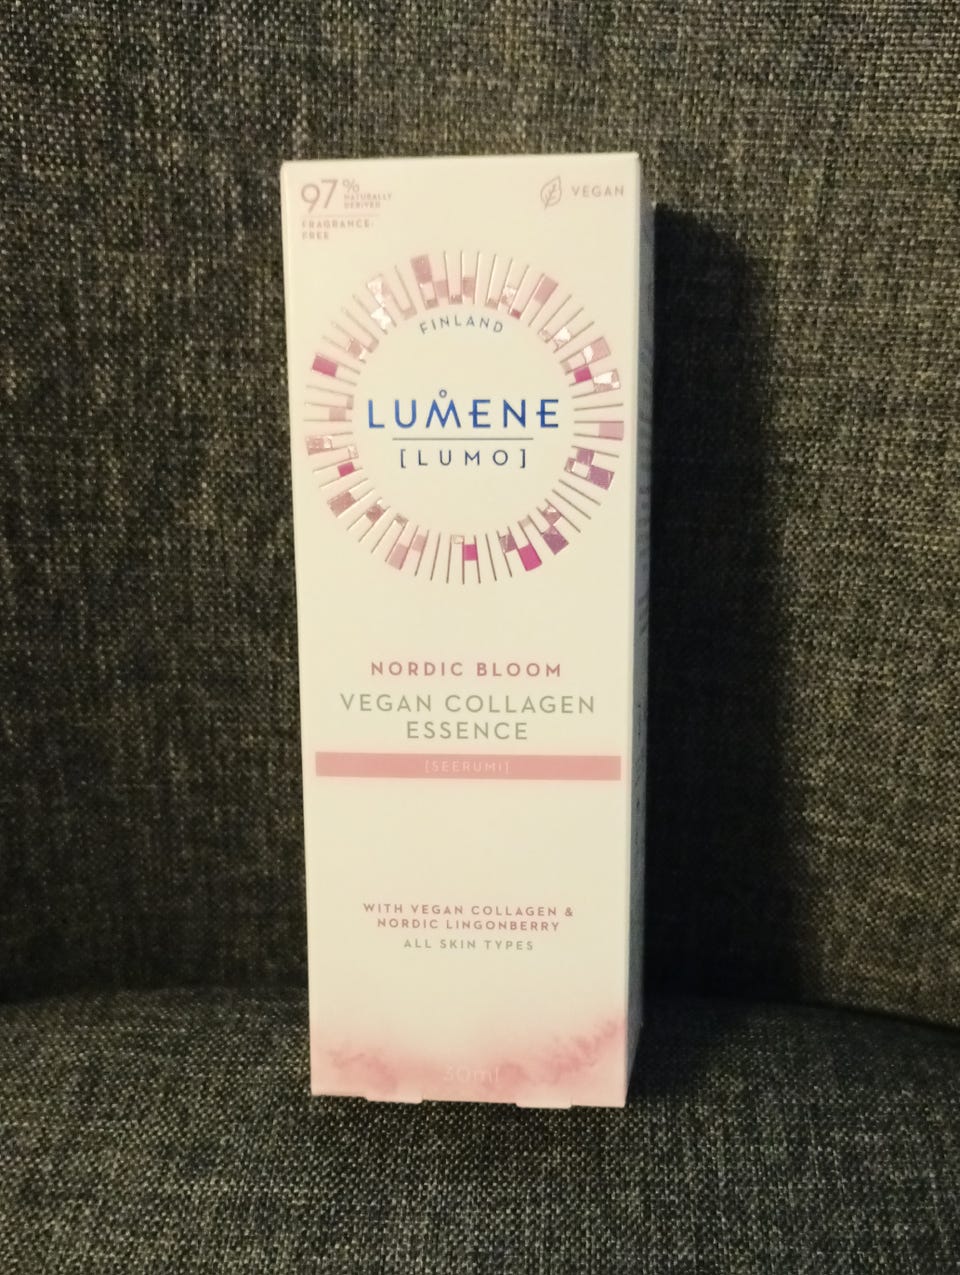 97%
NATURALLY
DERIVED
FRAGRANCE-
FREE
VEGAN
FINLAND
LUMENE
[LUMO]
NORDIC BLOOM
VEGAN COLLAGEN
ESSENCE
[SEERUMI]
WITH VEGAN COLLAGEN &
NORDIC LINGONBERRY
ALL SKIN TYPES
30ml